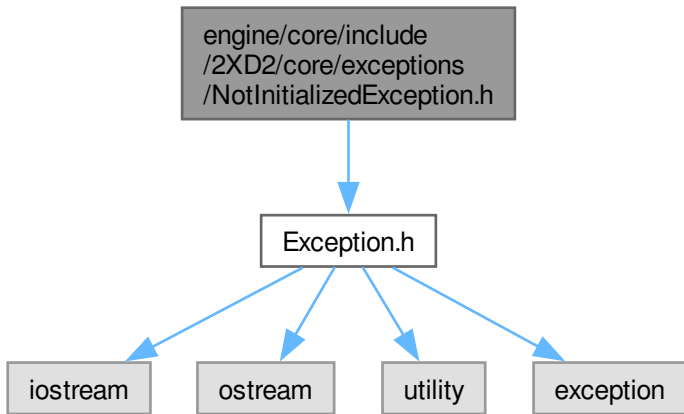 engine/core/include
/2XD2/core/exceptions
/NotInitializedException.h
Exception.h
iostream
ostream
utility
exception